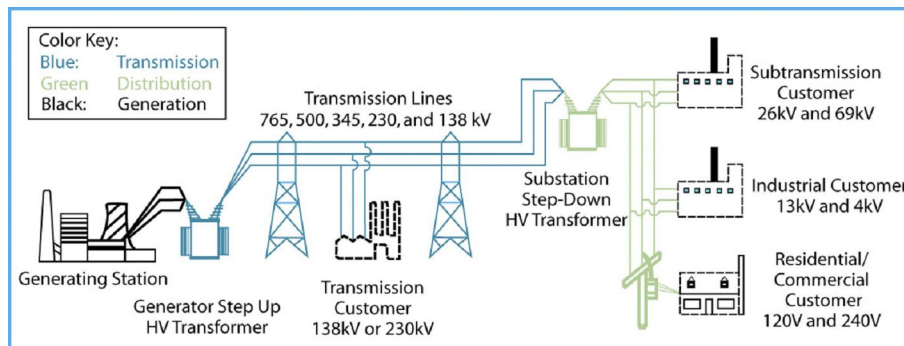 Color Key:
Blue: Transmission
Green Distribution
Black: Generation
Transmission Lines
765, 500, 345, 230, and 138 kV
Subtransmission
Customer
26kV and 69kV
Substation
Step-Down
HV Transformer
Industrial Customer
13kV and 4kV
Generating Station
Generator Step Up
HV Transformer
Transmission
Customer
138kV or 230kV
Residential/
Commercial
Customer
120V and 240V